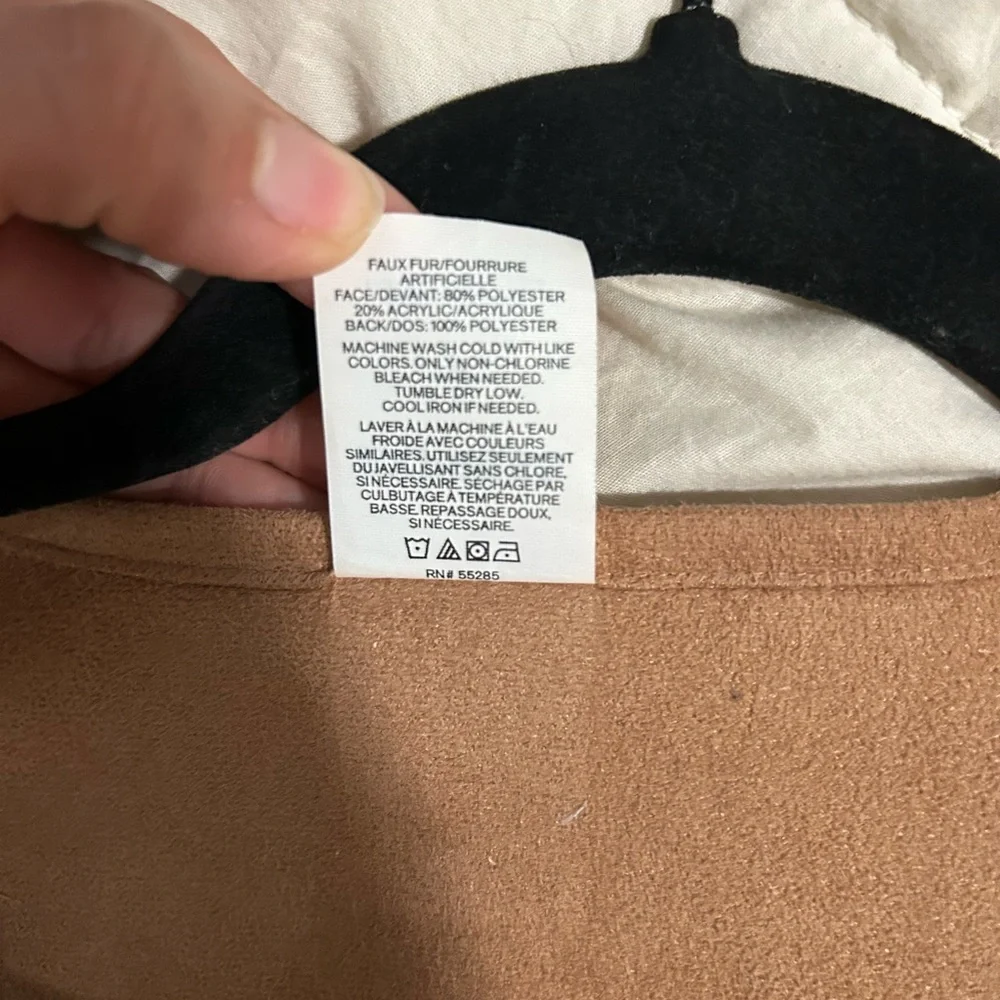 FAUX FUR/FOURRURE
ARTIFICIELLE
FACE/DEVANT: 80% POLYESTER
20% ACRYLIC/ACRYLIQUE
BACK/DOS: 100% POLYESTER
MACHINE WASH COLD WITH LIKE
COLORS. ONLY NON-CHLORINE
BLEACH WHEN NEEDED.
TUMBLE DRY LOW.
COOL IRON IF NEEDED.
LAVER À LA MACHINE À L'EAU
FROIDE AVEC COULEURS
SIMILAIRES. UTILISEZ SEULEMENT
DU JAVELLISANT SANS CHLORE,
SI NÉCESSAIRE. SÉCHAGE PAR
CULBUTAGE À TEMPÉRATURE
BASSE. REPASSAGE DOUX,
SI NÉCESSAIRE.
RN# 55285